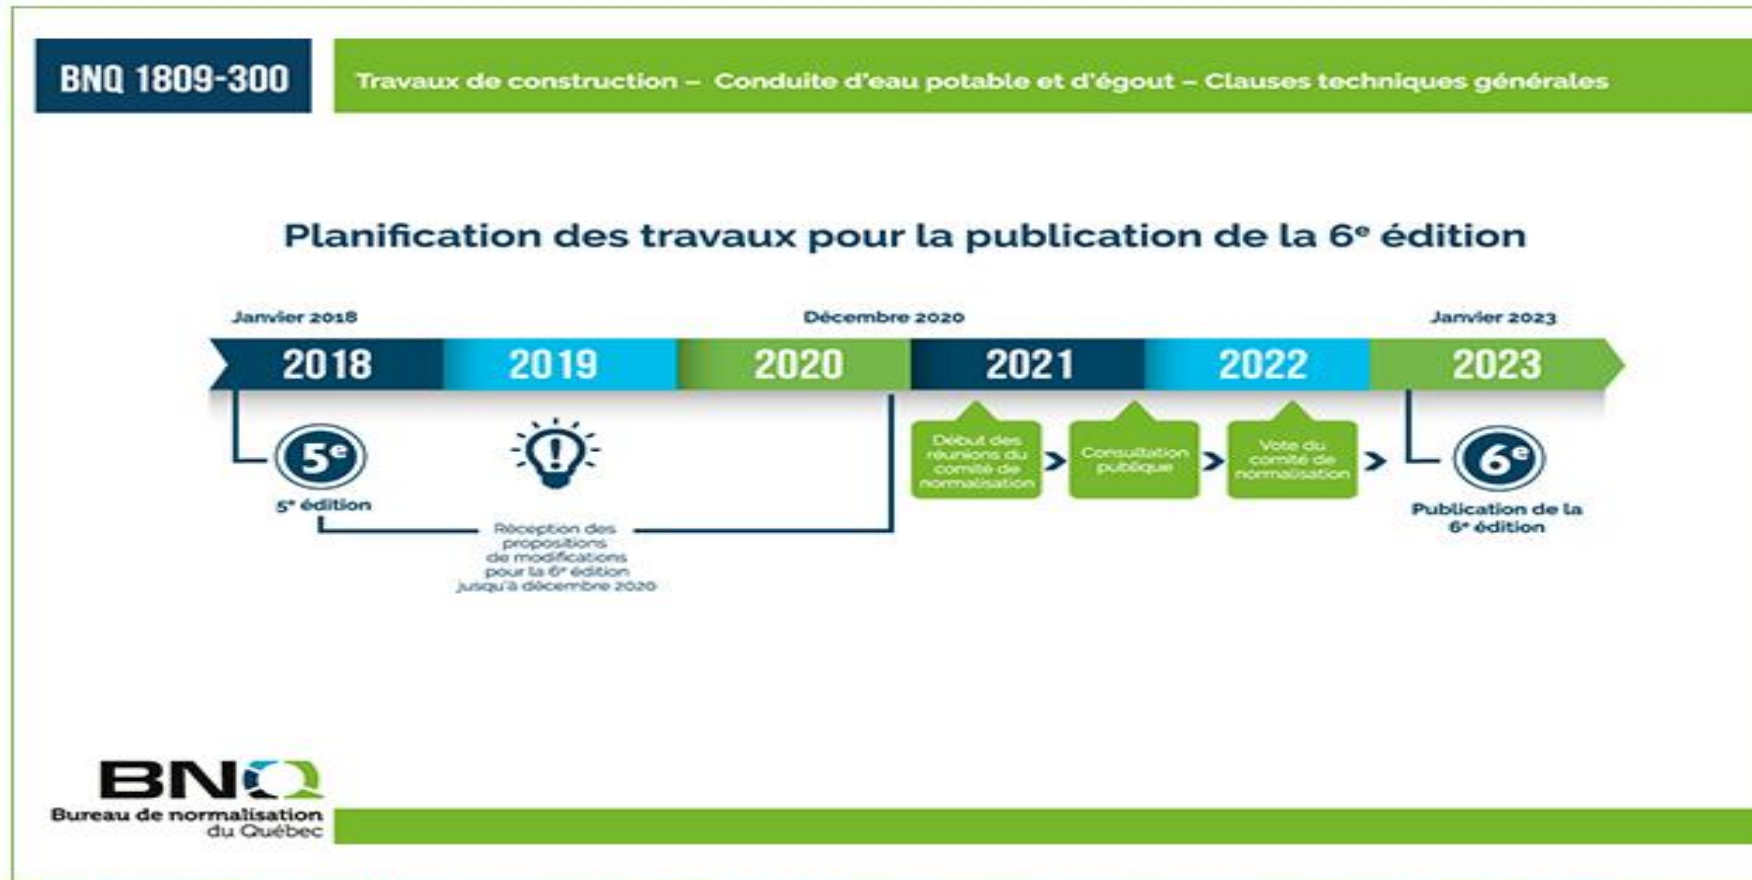 BNQ 1809-300
Travaux de construction – Conduite d'eau potable et d'égout – Clauses techniques générales
Planification des travaux pour la publication de la 6e édition
Janvier 2018
Décembre 2020
Janvier 2023
2018
2019
2020
2021
2022
2023
5e
5e édition
Réception des
propositions
de modifications
pour la 6e édition
jusqu'à décembre 2020
Début des
réunions du
comité de
normalisation
Consultation
publique
Vote du
comité de
normalisation
6e
Publication de la
6e édition
BNQ
Bureau de normalisation
du Québec